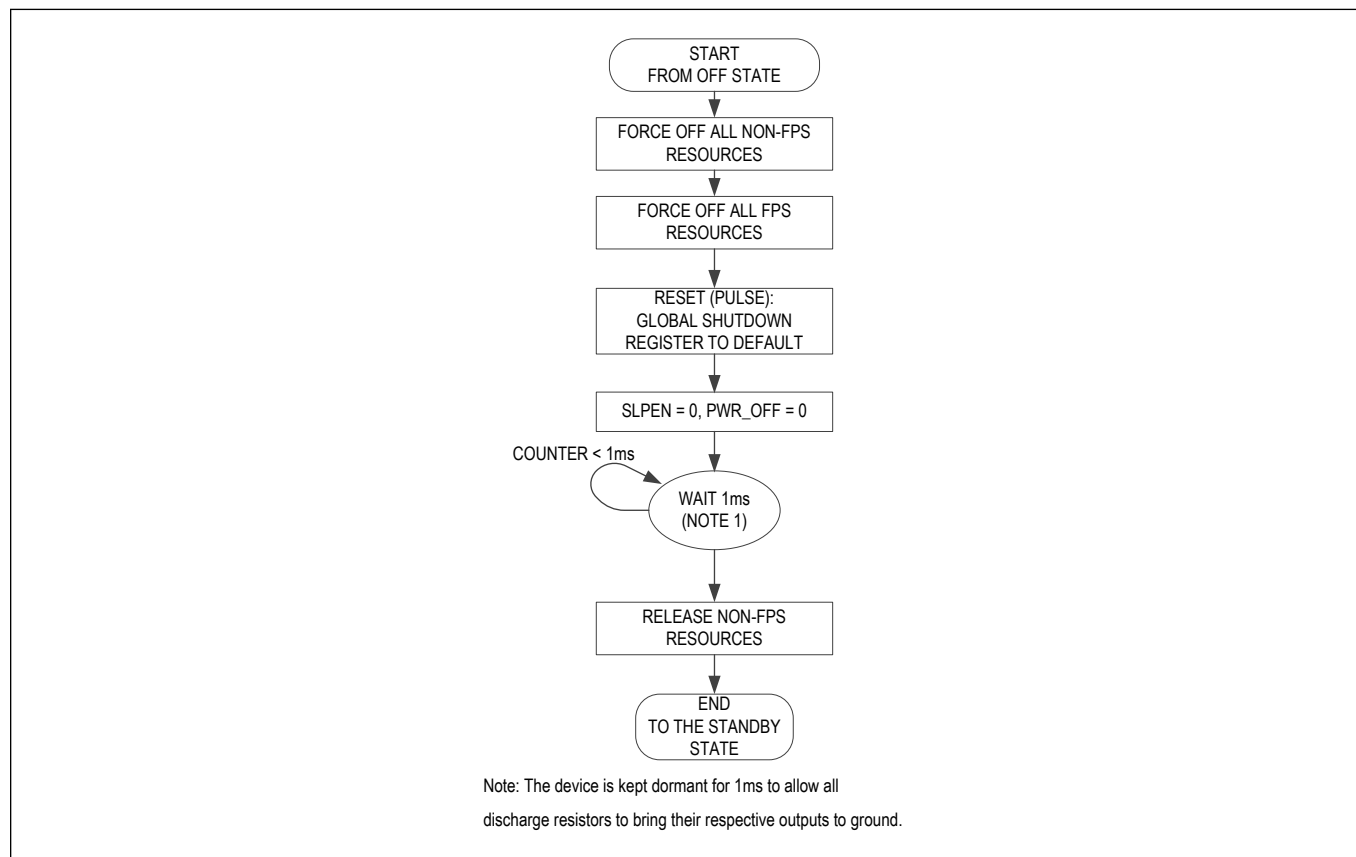 START
FROM OFF STATE
FORCE OFF ALL NON-FPS
RESOURCES
FORCE OFF ALL FPS
RESOURCES
RESET (PULSE):
GLOBAL SHUTDOWN
REGISTER TO DEFAULT
SLPEN = 0, PWR_OFF = 0
COUNTER < 1ms
WAIT 1ms
(NOTE 1)
RELEASE NON-FPS
RESOURCES
END
TO THE STANDBY
STATE
Note: The device is kept dormant for 1ms to allow all
discharge resistors to bring their respective outputs to ground.